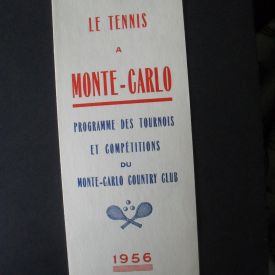 LE TENNIS
A
MONTE-CARLO
PROGRAMME DES TOURNOIS
ET COMPÉTITIONS
DU
MONTE-CARLO COUNTRY CLUB
1956